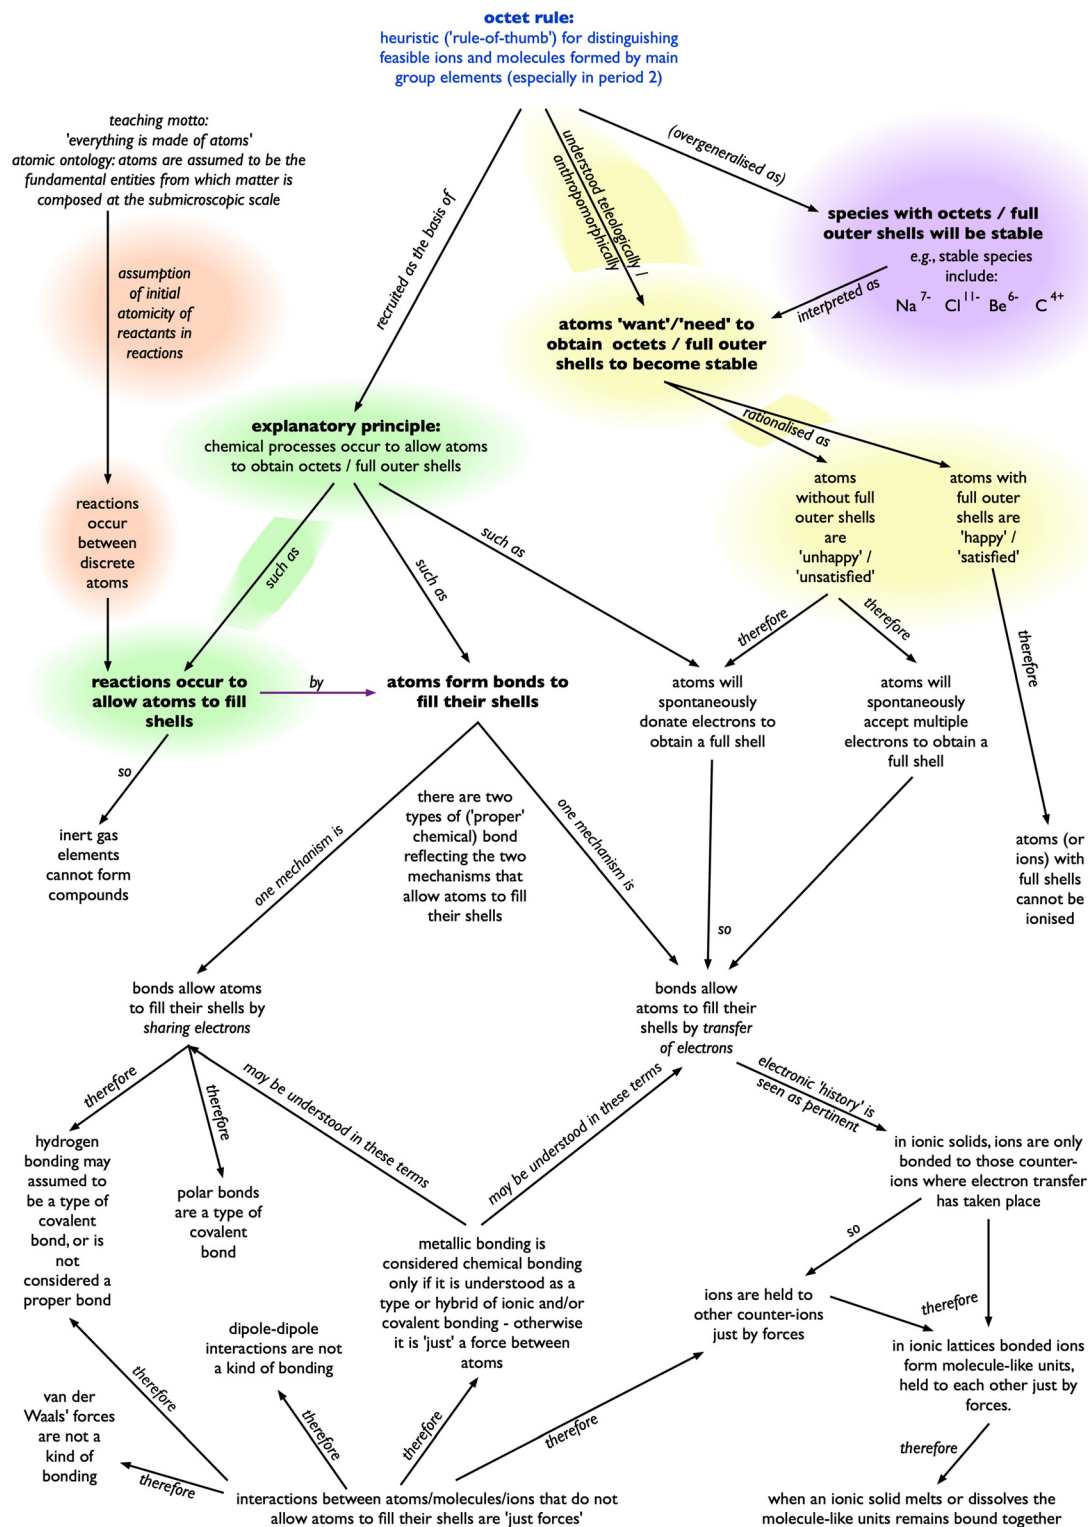 octet rule:
heuristic ('rule-of-thumb') for distinguishing
feasible ions and molecules formed by main
group elements (especially in period 2)
teaching motto:
'everything is made of atoms'
atomic ontology: atoms are assumed to be the
fundamental entities from which matter is
composed at the submicroscopic scale
recruited as the basis of
understood teleologically /
anthropomorphically
(overgeneralised as)
species with octets / full
outer shells will be stable
e.g., stable species
include:
Na 7- Cl 11- Be 6- C 4+
interpreted as
assumption
of initial
atomicity of
reactants in
reactions
atoms 'want'/'need' to
obtain octets / full outer
shells to become stable
rationalised as
explanatory principle:
chemical processes occur to allow atoms
to obtain octets / full outer shells
atoms
without full
outer shells
are
'unhappy' /
'unsatisfied'
atoms with
full outer
shells are
'happy' /
'satisfied'
reactions
occur
between
discrete
atoms
such as
such as
such as
therefore
therefore
therefore
reactions occur to
allow atoms to fill
shells
by
atoms form bonds to
fill their shells
atoms will
spontaneously
donate electrons to
obtain a full shell
atoms will
spontaneously
accept multiple
electrons to obtain a
full shell
so
inert gas
elements
cannot form
compounds
one mechanism is
there are two
types of ('proper'
chemical) bond
reflecting the two
mechanisms that
allow atoms to fill
their shells
one mechanism is
so
atoms (or
ions) with
full shells
cannot be
ionised
bonds allow atoms
to fill their shells by
sharing electrons
bonds allow
atoms to fill their
shells by transfer
of electrons
therefore
therefore
may be understood in these terms
may be understood in these terms
electronic 'history' is
seen as pertinent
hydrogen
bonding may
assumed to
be a type of
covalent
bond, or is
not
considered a
proper bond
polar bonds
are a type of
covalent
bond
in ionic solids, ions are only
bonded to those counter-
ions where electron transfer
has taken place
metallic bonding is
considered chemical bonding
only if it is understood as a
type or hybrid of ionic and/or
covalent bonding - otherwise
it is 'just' a force between
atoms
so
therefore
ions are held to
other counter-ions
just by forces
dipole-dipole
interactions are not
a kind of bonding
in ionic lattices bonded ions
form molecule-like units,
held to each other just by
forces.
van der
Waals' forces
are not a
kind of
bonding
therefore
therefore
therefore
therefore
therefore
therefore
interactions between atoms/molecules/ions that do not
allow atoms to fill their shells are 'just forces'
when an ionic solid melts or dissolves the
molecule-like units remains bound together